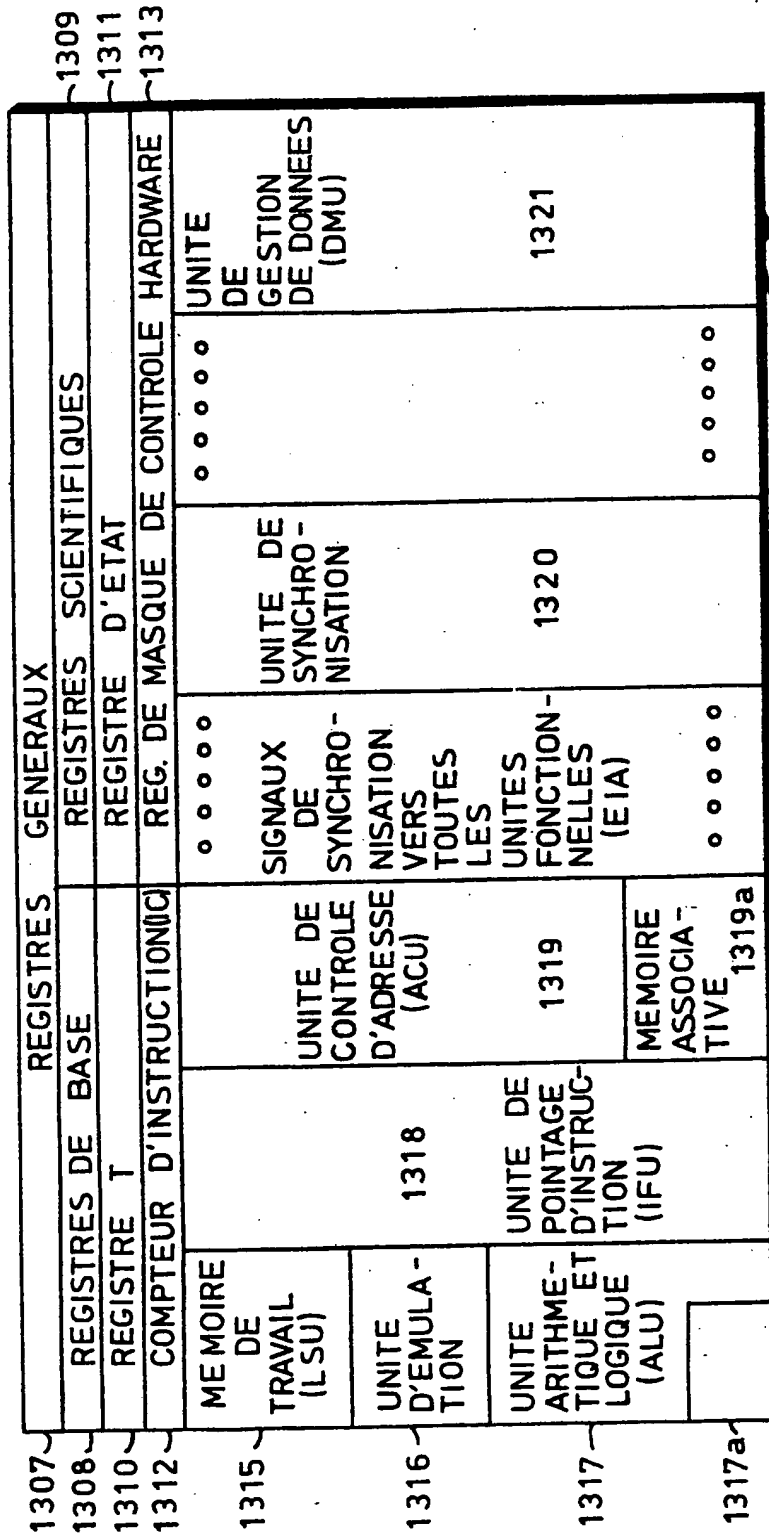 REGISTRES GENERAUX
REGISTRES DE BASE
REGISTRES SCIENTIFIQUES
REGISTRE T
REGISTRE D'ETAT
COMPTEUR D'INSTRUCTION(IC)
REG. DE MASQUE DE CONTROLE HARDWARE
1307
1308
1310
1312
1309
1311
1313
1315
1316
1317
1317a
MEMOIRE
DE
TRAVAIL
(LSU)
UNITE
D'EMULA-
TION
UNITE
ARITHME-
TIQUE ET
LOGIQUE
(ALU)
1318
UNITE DE
POINTAGE
D'INSTRUC-
TION
(IFU)
UNITE DE
CONTROLE
D'ADRESSE
(ACU)
1319
MEMOIRE
ASSOCIA-
TIVE
1319a
SIGNAUX
DE
SYNCHRO-
NISATION
VERS
TOUTES
LES
UNITES
FONCTION-
NELLES
(EIA)
UNITE DE
SYNCHRO-
NISATION
1320
UNITE
DE
GESTION
DE DONNEES
(DMU)
1321